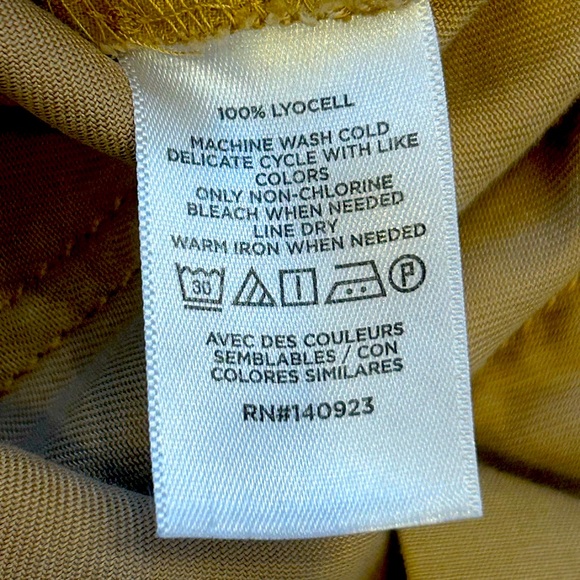 100% LYOCELL
MACHINE WASH COLD
DELICATE CYCLE WITH LIKE
COLORS
ONLY NON-CHLORINE
BLEACH WHEN NEEDED
LINE DRY
WARM IRON WHEN NEEDED
30 P
AVEC DES COULEURS
SEMBLABLES / CON
COLORES SIMILARES
RN#140923